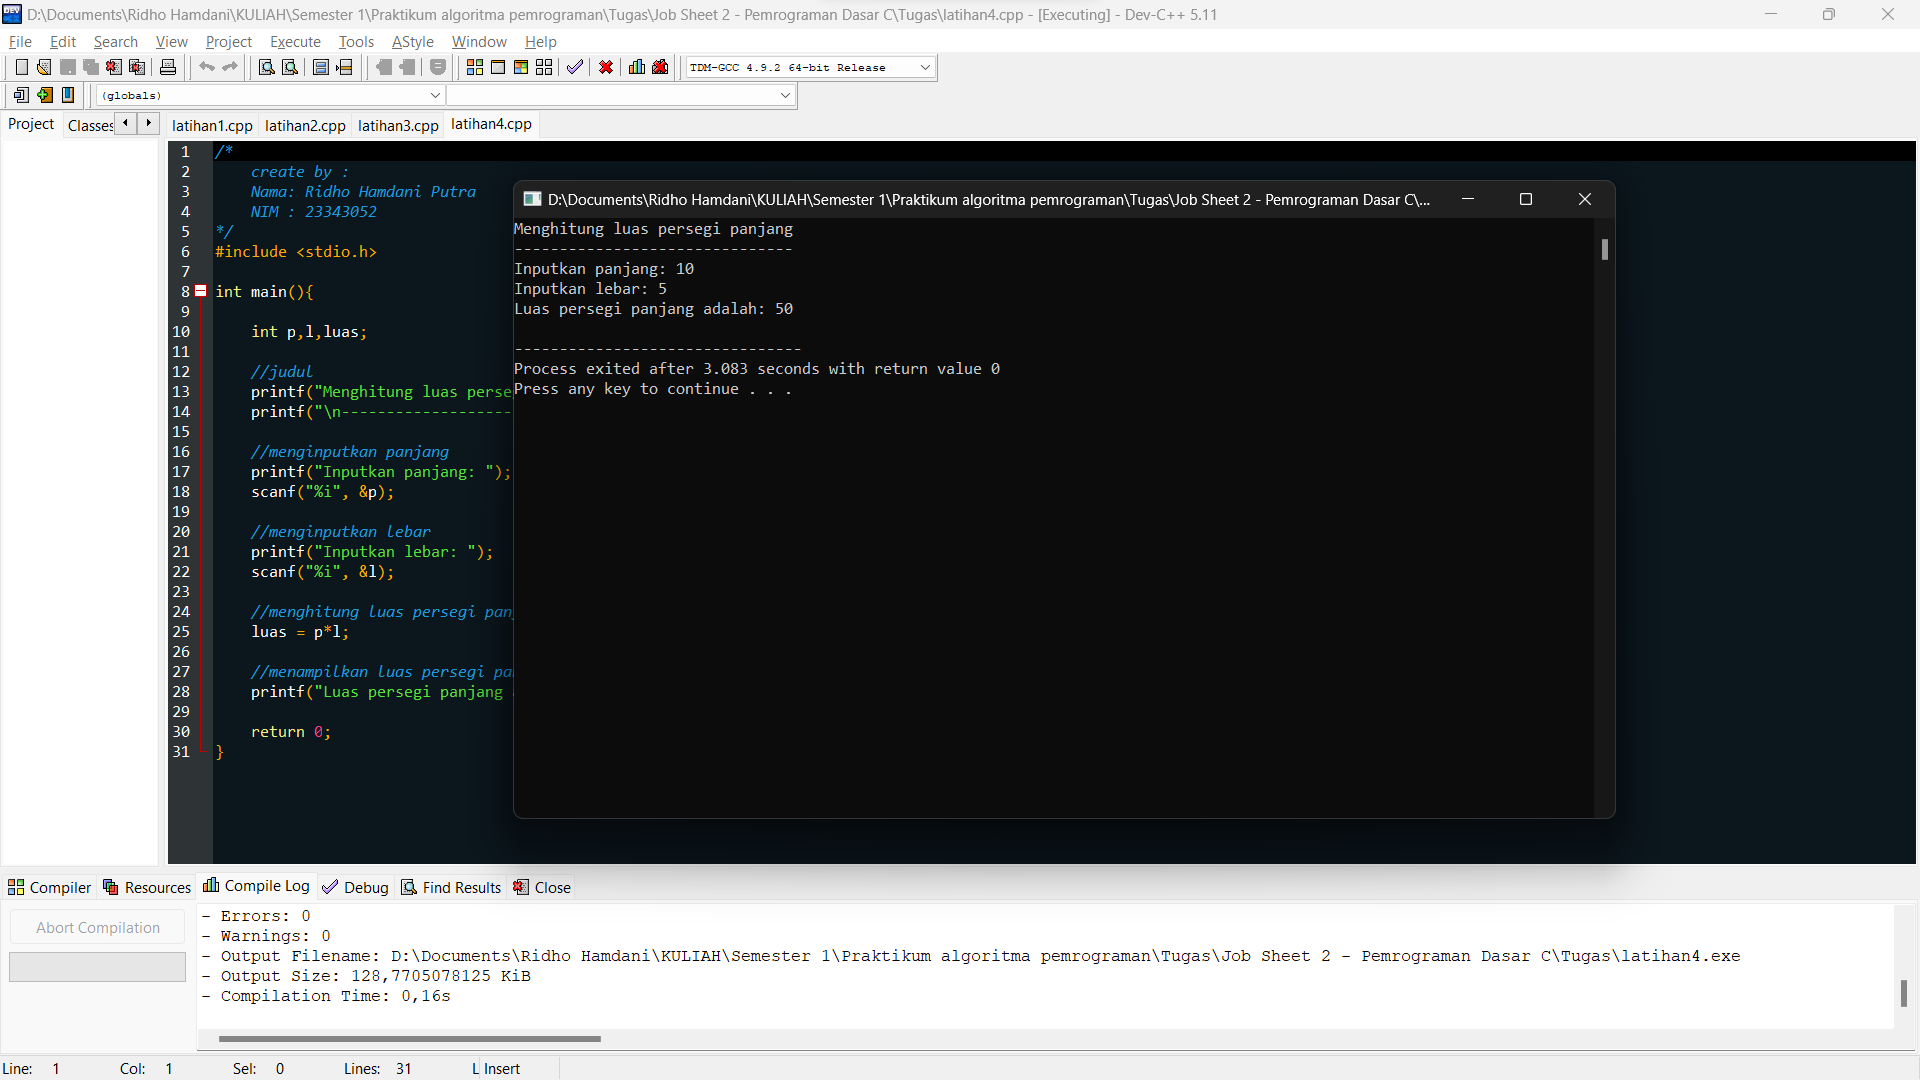 D:\Documents\Ridho Hamdani\KULIAH\Semester 1\Praktikum algoritma pemrograman\Tugas\Job Sheet 2 - Pemrograman Dasar C\Tugas\latihan4.cpp - [Executing] - Dev-C++ 5.11
File Edit Search View Project Execute Tools AStyle Window Help
TDM-GCC 4.9.2 64-bit Release
(globals)
Project Classes latihan1.cpp latihan2.cpp latihan3.cpp latihan4.cpp
1 /*
2 create by :
3 Nama: Ridho Hamdani Putra
4 NIM : 23343052
5 */
6 #include <stdio.h>
7
8 int main(){
9
10 int p,l,luas;
11
12 //judul
13 printf("Menghitung luas perse
14 printf("\n-------------------
15
16 //menginputkan panjang
17 printf("Inputkan panjang: ");
18 scanf("%i", &p);
19
20 //menginputkan lebar
21 printf("Inputkan lebar: ");
22 scanf("%i", &l);
23
24 //menghitung luas persegi pan
25 luas = p*l;
26
27 //menampilkan luas persegi pa
28 printf("Luas persegi panjang
29
30 return 0;
31 }
D:\Documents\Ridho Hamdani\KULIAH\Semester 1\Praktikum algoritma pemrograman\Tugas\Job Sheet 2 - Pemrograman Dasar C\...
Menghitung luas persegi panjang
-------------------------------
Inputkan panjang: 10
Inputkan lebar: 5
Luas persegi panjang adalah: 50
--------------------------------
Process exited after 3.083 seconds with return value 0
Press any key to continue . . .
Compiler Resources Compile Log Debug Find Results Close
Abort Compilation
- Errors: 0
- Warnings: 0
- Output Filename: D:\Documents\Ridho Hamdani\KULIAH\Semester 1\Praktikum algoritma pemrograman\Tugas\Job Sheet 2 - Pemrograman Dasar C\Tugas\latihan4.exe
- Output Size: 128,7705078125 KiB
- Compilation Time: 0,16s
Line: 1 Col: 1 Sel: 0 Lines: 31 L Insert